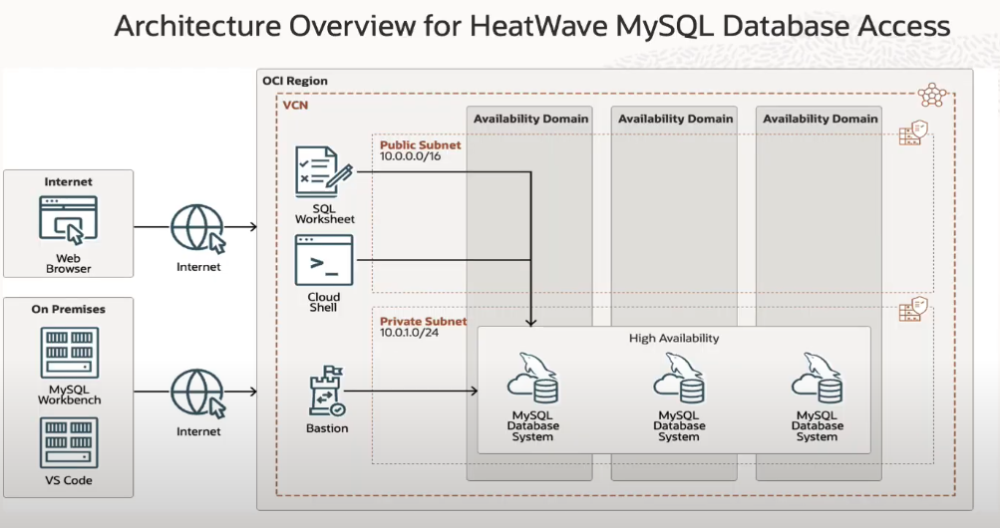 Architecture Overview for HeatWave MySQL Database Access
OCI Region
VCN
Availability Domain
Availability Domain
Availability Domain
Public Subnet
10.0.0.0/16
Internet
Web
Browser
Internet
SQL
Worksheet
>_
Cloud
Shell
On Premises
MySQL
Workbench
VS Code
Internet
Private Subnet
10.0.1.0/24
Bastion
High Availability
MySQL
Database
System
MySQL
Database
System
MySQL
Database
System